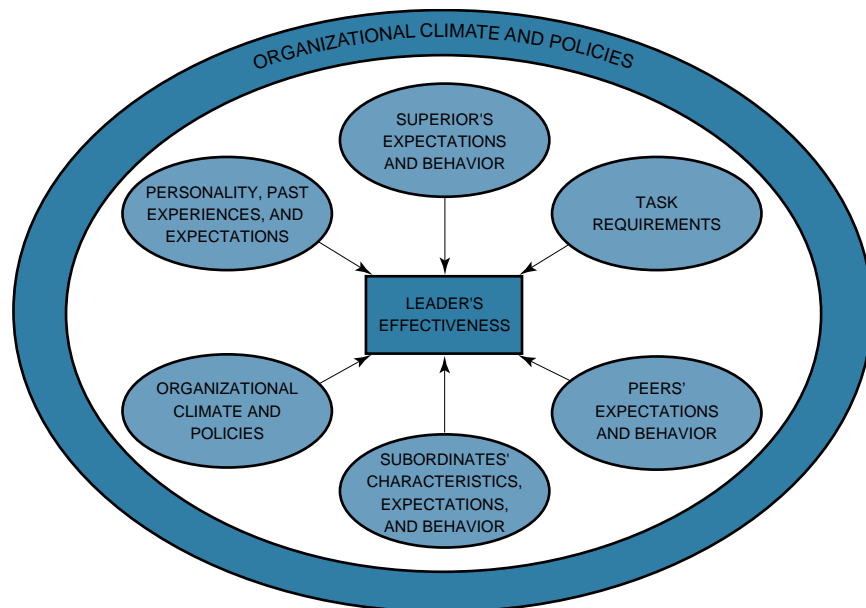 ORGANIZATIONAL CLIMATE AND POLICIES
SUPERIOR'S
EXPECTATIONS
AND BEHAVIOR
PERSONALITY, PAST
EXPERIENCES, AND
EXPECTATIONS
TASK
REQUIREMENTS
LEADER'S
EFFECTIVENESS
ORGANIZATIONAL
CLIMATE AND
POLICIES
PEERS'
EXPECTATIONS
AND BEHAVIOR
SUBORDINATES'
CHARACTERISTICS,
EXPECTATIONS,
AND BEHAVIOR